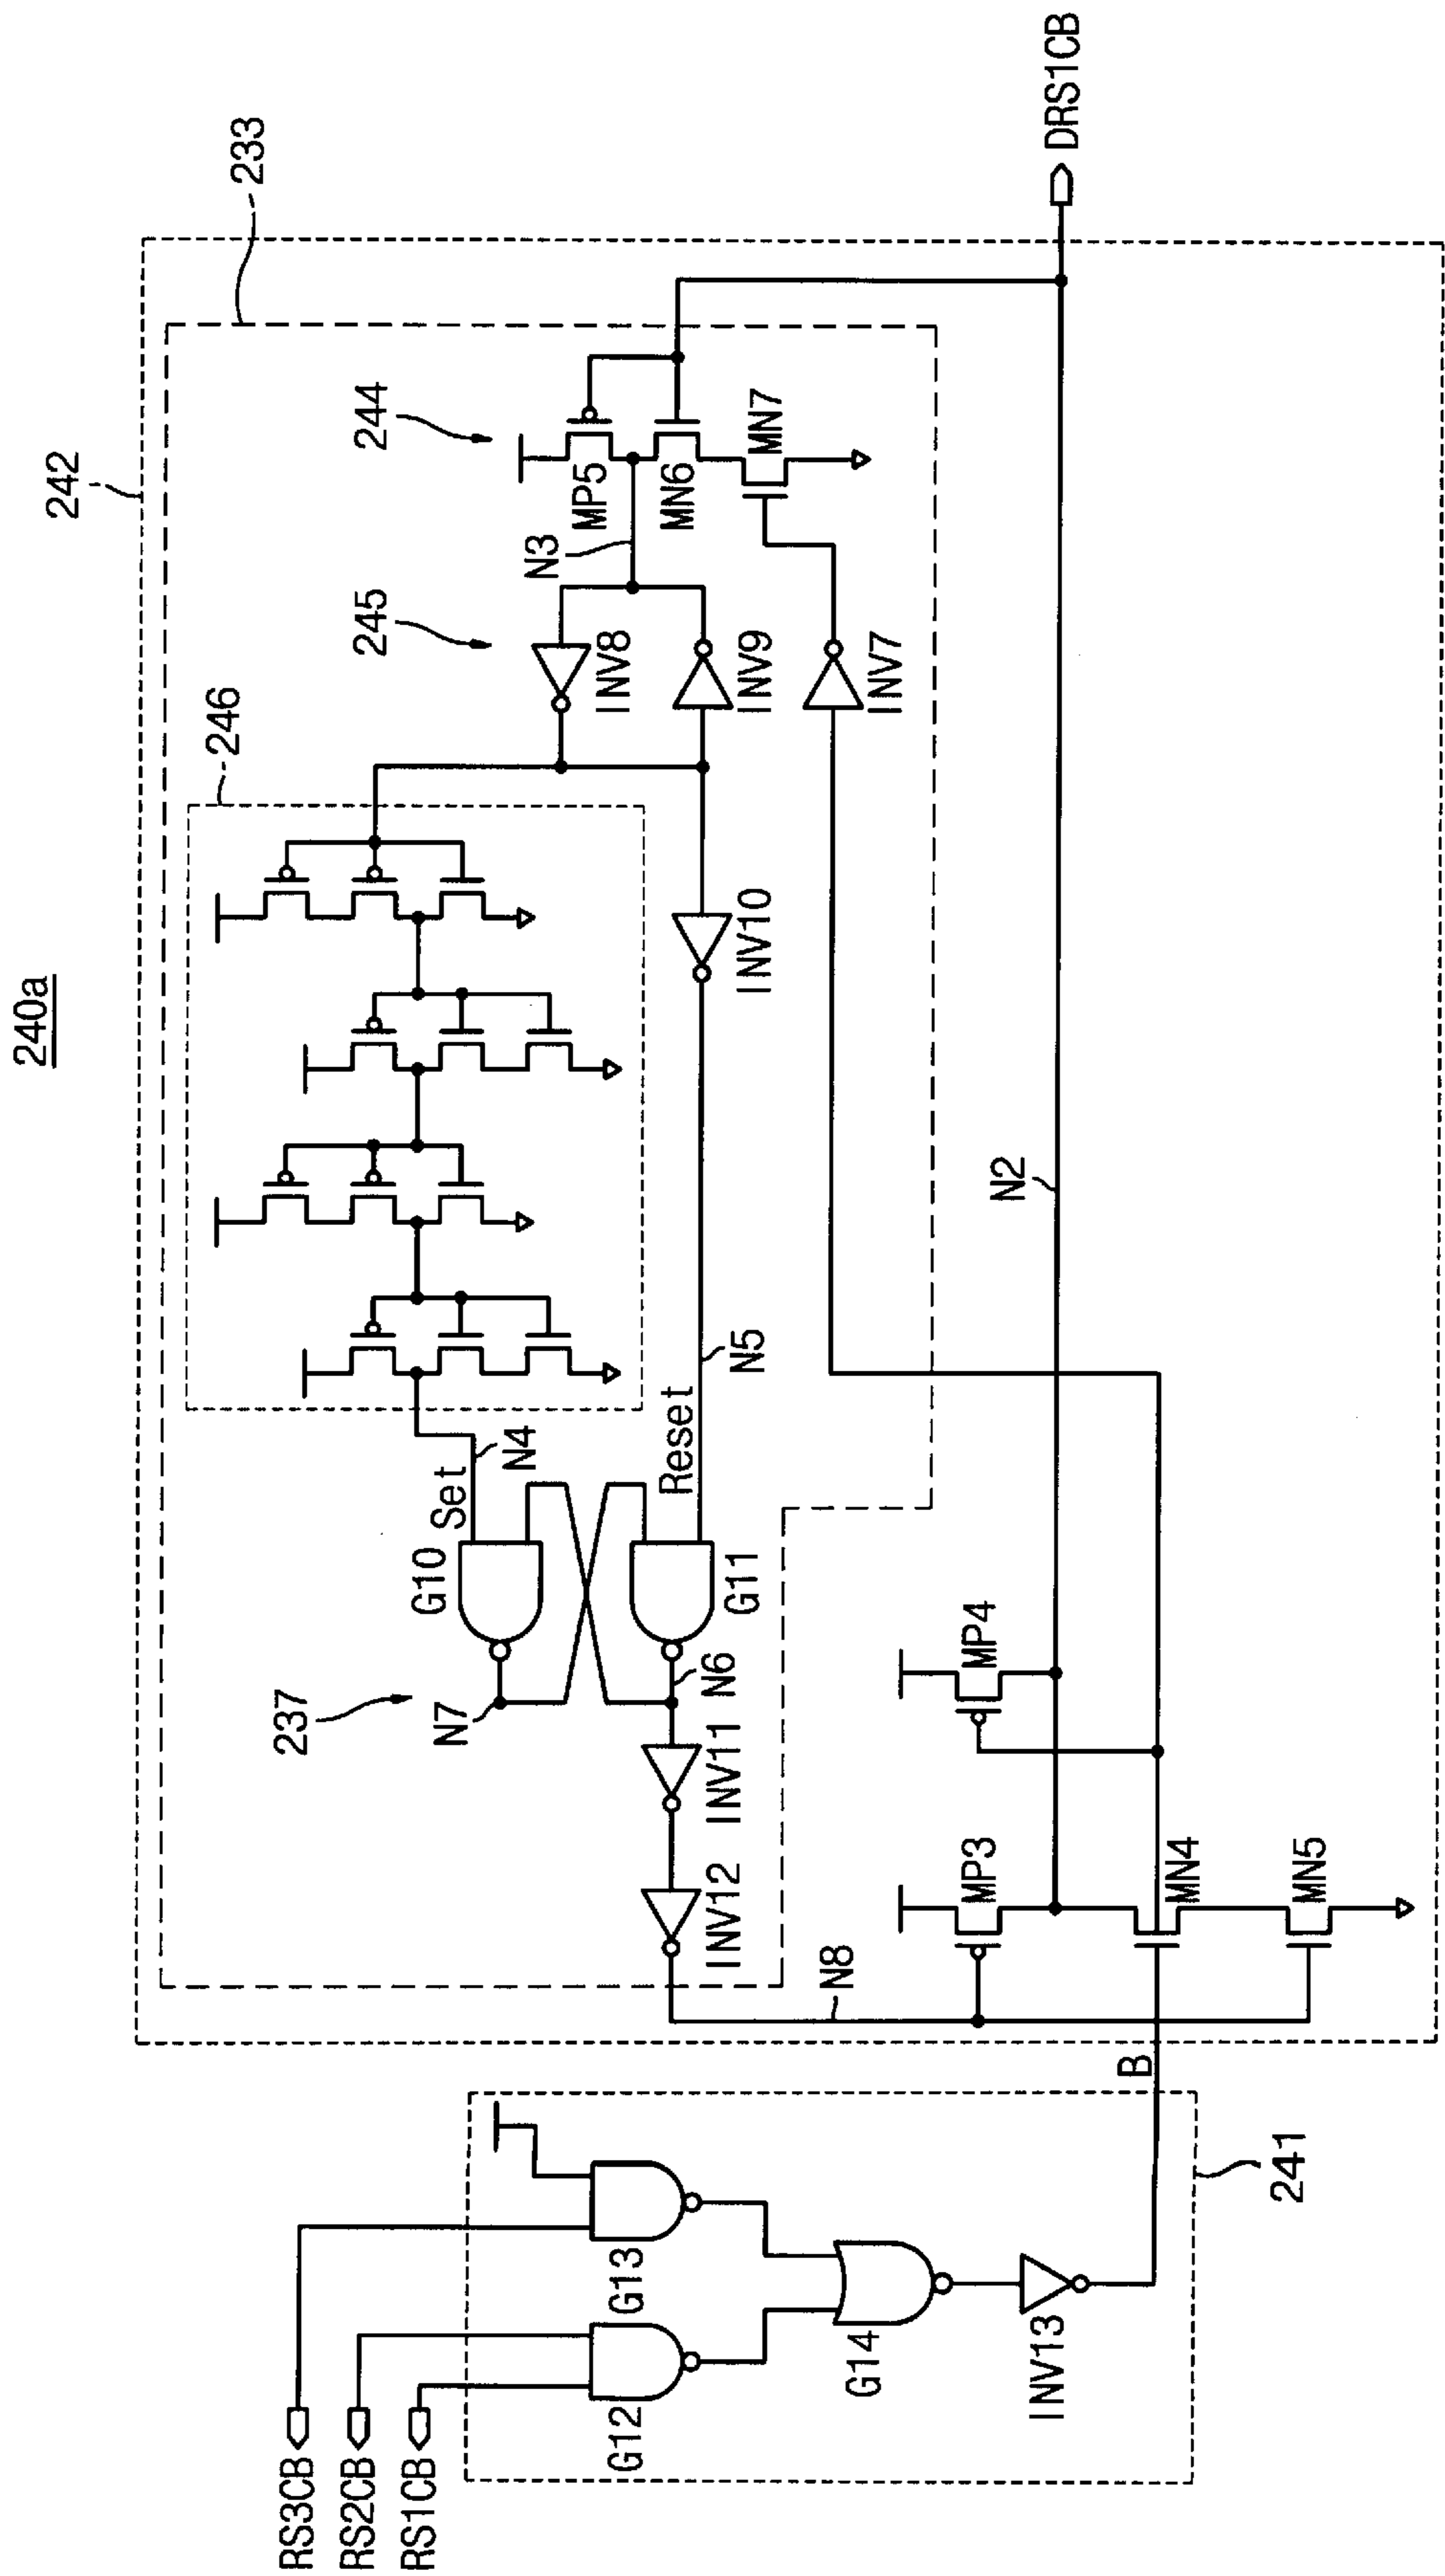 240a
242
233
246
245
244
237
241
RS3CB
RS2CB
RS1CB
G12
G13
G14
INV13
B
N8
MP3
MN4
MN5
MP4
N2
DRS1CB
INV12
INV11
N6
N7
G10
G11
Set
N4
Reset
N5
INV10
INV8
INV9
INV7
N3
MP5
MN6
MN7